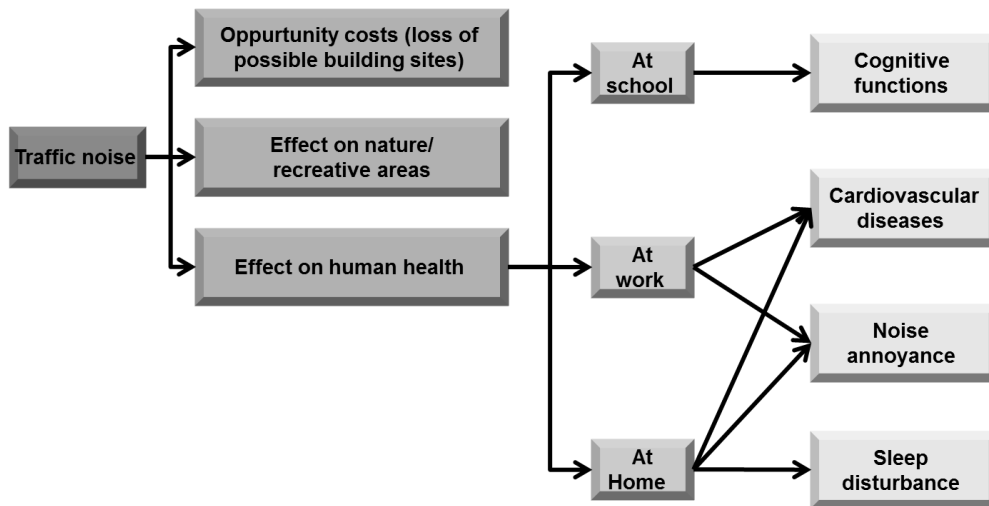 Oppurtunity costs (loss of
possible building sites)
At
school
Cognitive
functions
Traffic noise
Effect on nature/
recreative areas
Cardiovascular
diseases
Effect on human health
At
work
Noise
annoyance
At
Home
Sleep
disturbance